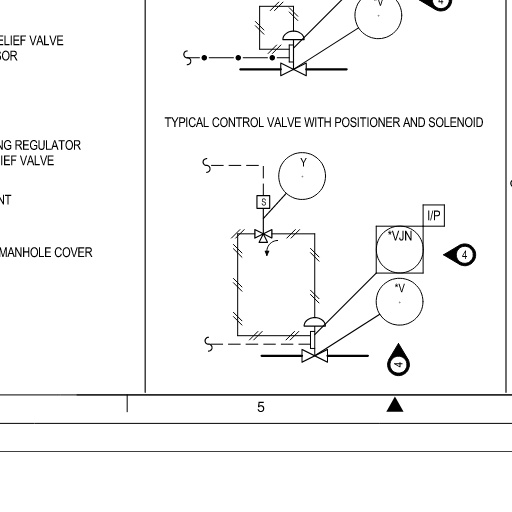 *V
4
ELIEF VALVE
SOR
TYPICAL CONTROL VALVE WITH POSITIONER AND SOLENOID
NG REGULATOR
IEF VALVE
Y
NT
S
I/P
*VJN
4
MANHOLE COVER
*V
4
5